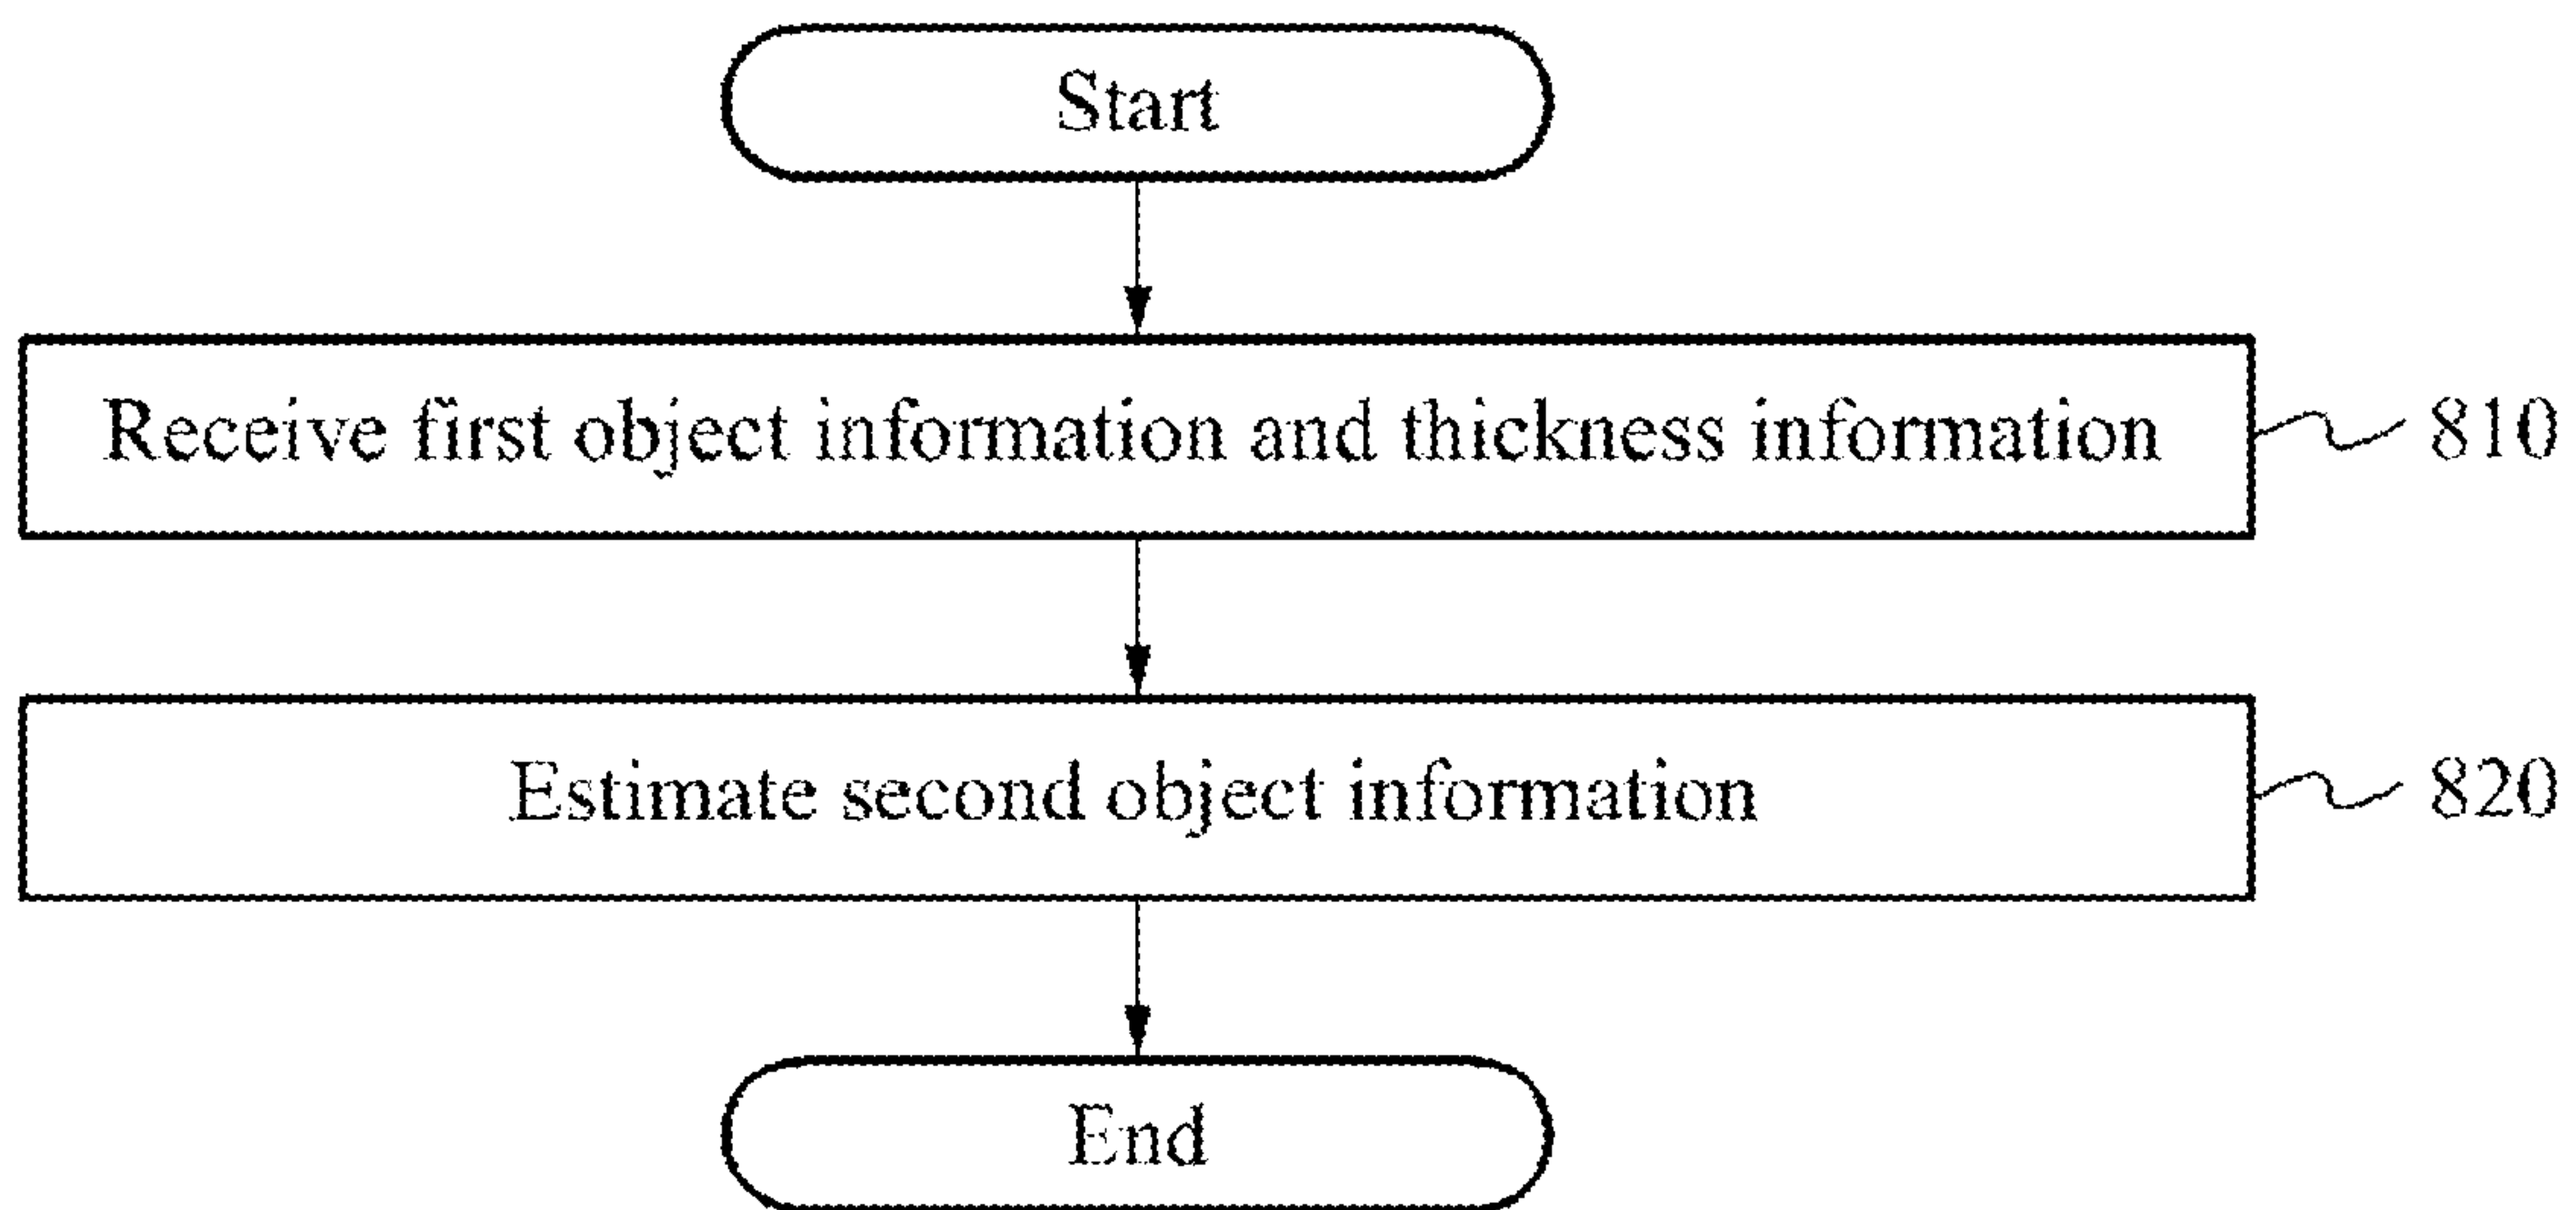 Start
Receive first object information and thickness information
810
Estimate second object information
820
End